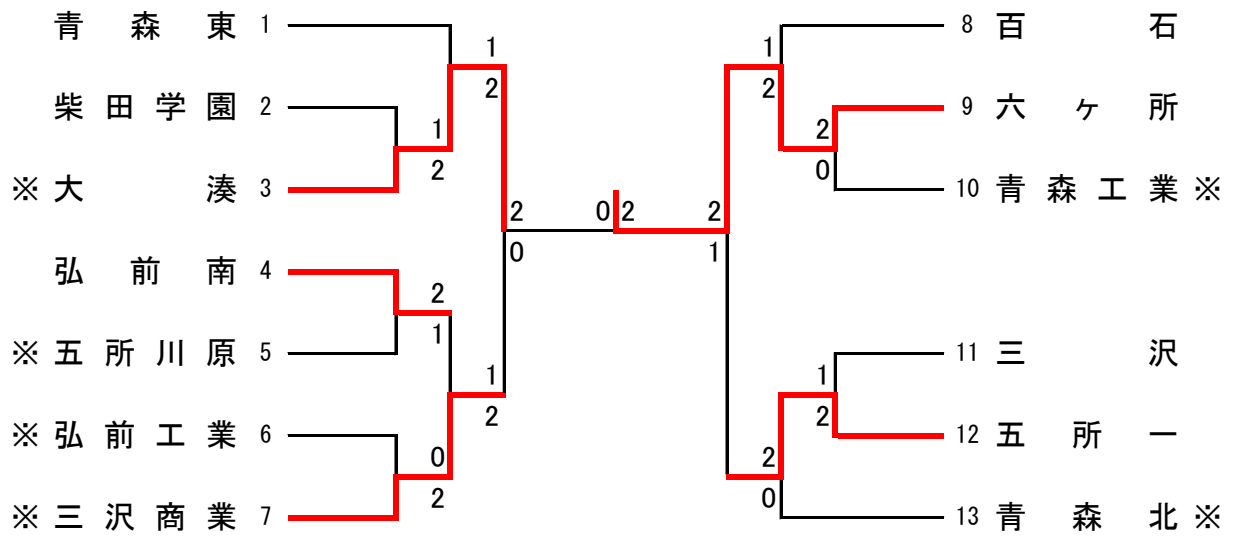 青森東 1
1
2
柴田学園 2
1
2
※ 大湊 3
2
0
弘前南 4
2
1
※ 五所川原 5
1
2
※ 弘前工業 6
0
2
※ 三沢商業 7
0 2
8 百石
1
2
9 六ヶ所
2
0
10 青森工業 ※
2
1
11 三沢
1
2
12 五所一
2
0
13 青森北 ※